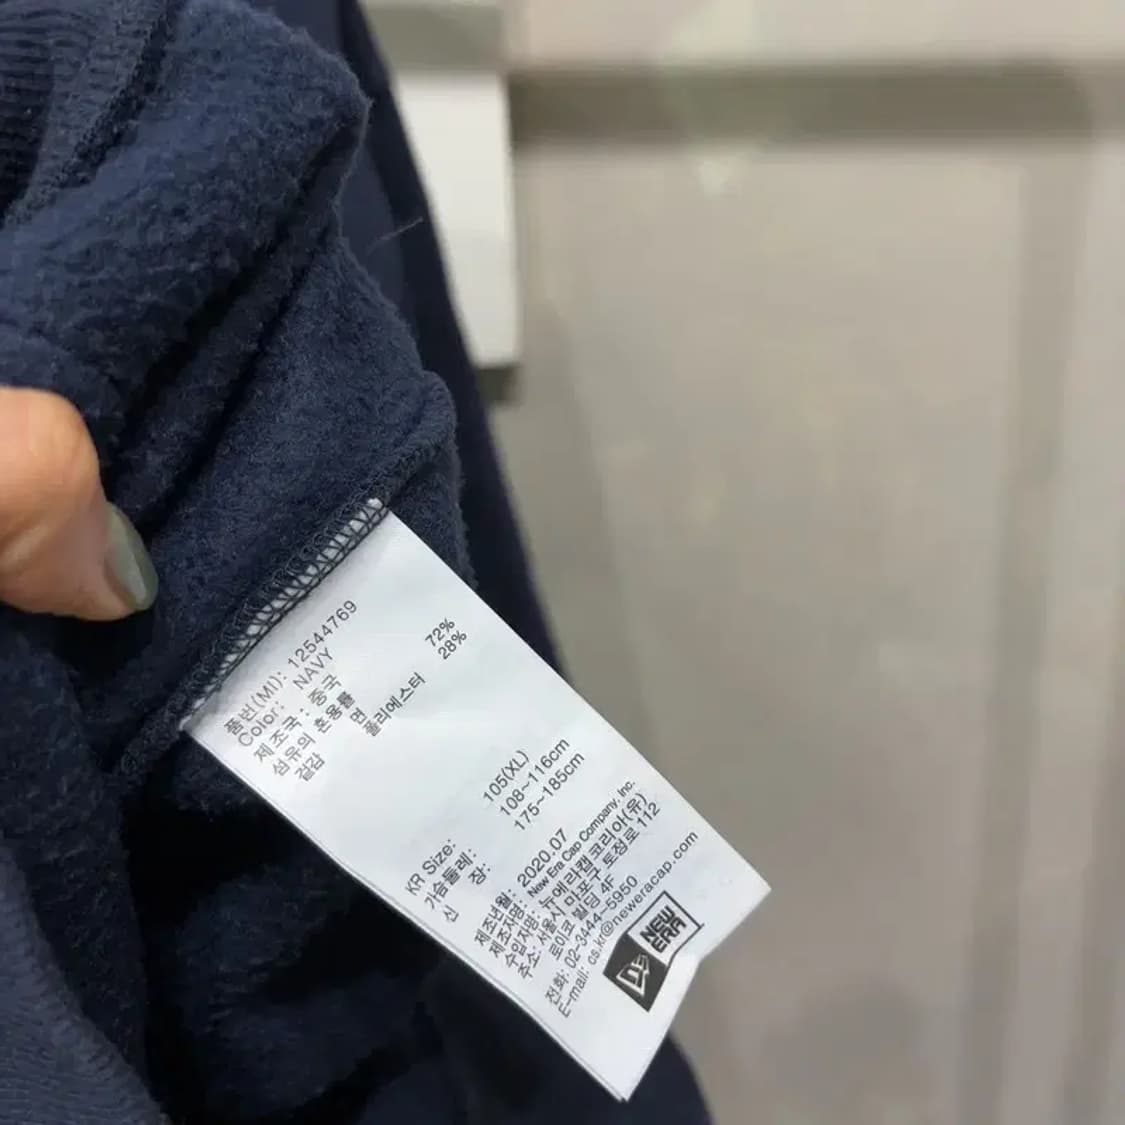 품번(MI): 12544769
Color: NAVY
제조국: 중국
섬유의 혼용률
겉감 면 72%
폴리에스터 28%
KR Size: 105(XL)
가슴둘레: 108~116cm
신 장: 175~185cm
제조년월: 2020.07
제조자명: New Era Cap Company, Inc.
수입자명: 뉴에라캡코리아(유)
주소: 서울시 마포구 토정로 112
로이코 빌딩 4F
전화: 02-3444-5950
E-mail: cs.kr@neweracap.com
NEW
ERA